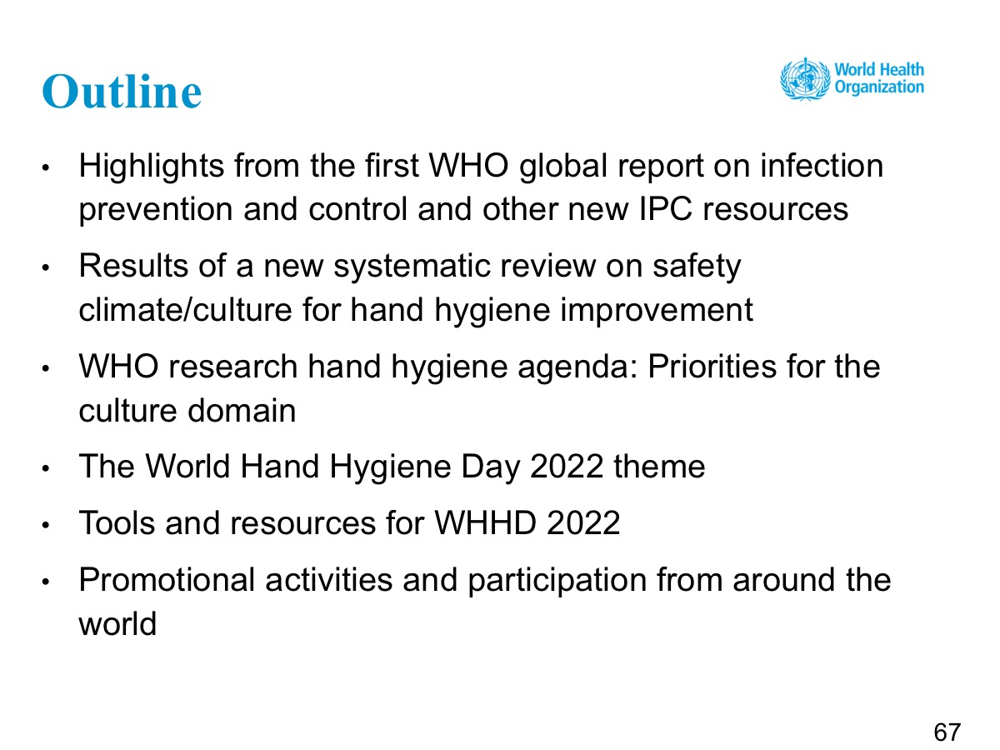 Outline
World Health
Organization
• Highlights from the first WHO global report on infection
prevention and control and other new IPC resources
• Results of a new systematic review on safety
climate/culture for hand hygiene improvement
• WHO research hand hygiene agenda: Priorities for the
culture domain
• The World Hand Hygiene Day 2022 theme
• Tools and resources for WHHD 2022
• Promotional activities and participation from around the
world
67